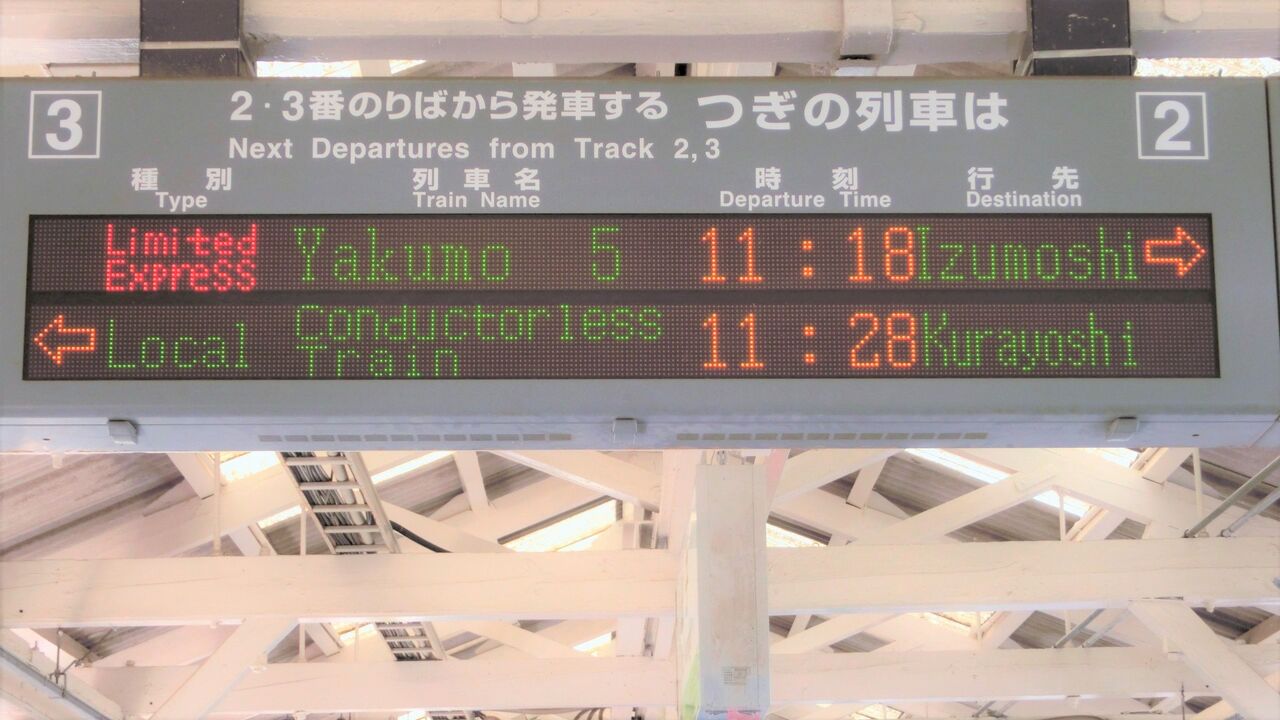 3
2・3番のりばから発車する つぎの列車は
2
Next Departures from Track 2,3
種別 列車名 時刻 行先
Type Train Name Departure Time Destination
Limited Express Yakumo 5 11:18 Izumoshi ⇨
⇦ Local Conductorless Train 11:28 Kurayoshi